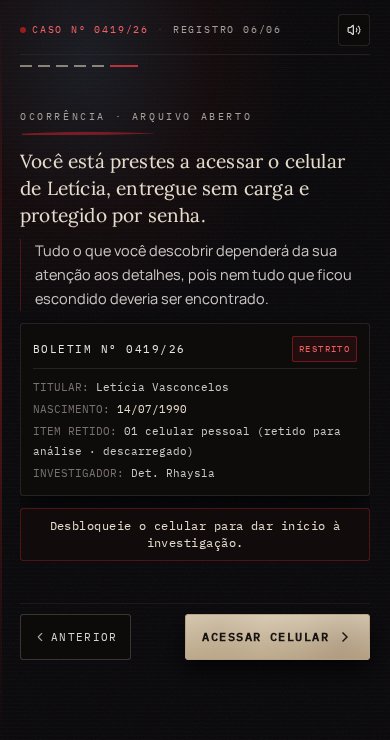 CASO Nº 0419/26 · REGISTRO 06/06
OCORRÊNCIA · ARQUIVO ABERTO
Você está prestes a acessar o celular
de Letícia, entregue sem carga e
protegido por senha.
Tudo o que você descobrir dependerá da sua
atenção aos detalhes, pois nem tudo que ficou
escondido deveria ser encontrado.
BOLETIM Nº 0419/26
RESTRITO
TITULAR: Letícia Vasconcelos
NASCIMENTO: 14/07/1990
ITEM RETIDO: 01 celular pessoal (retido para
análise · descarregado)
INVESTIGADOR: Det. Rhaysla
Desbloqueie o celular para dar início à
investigação.
ANTERIOR
ACESSAR CELULAR